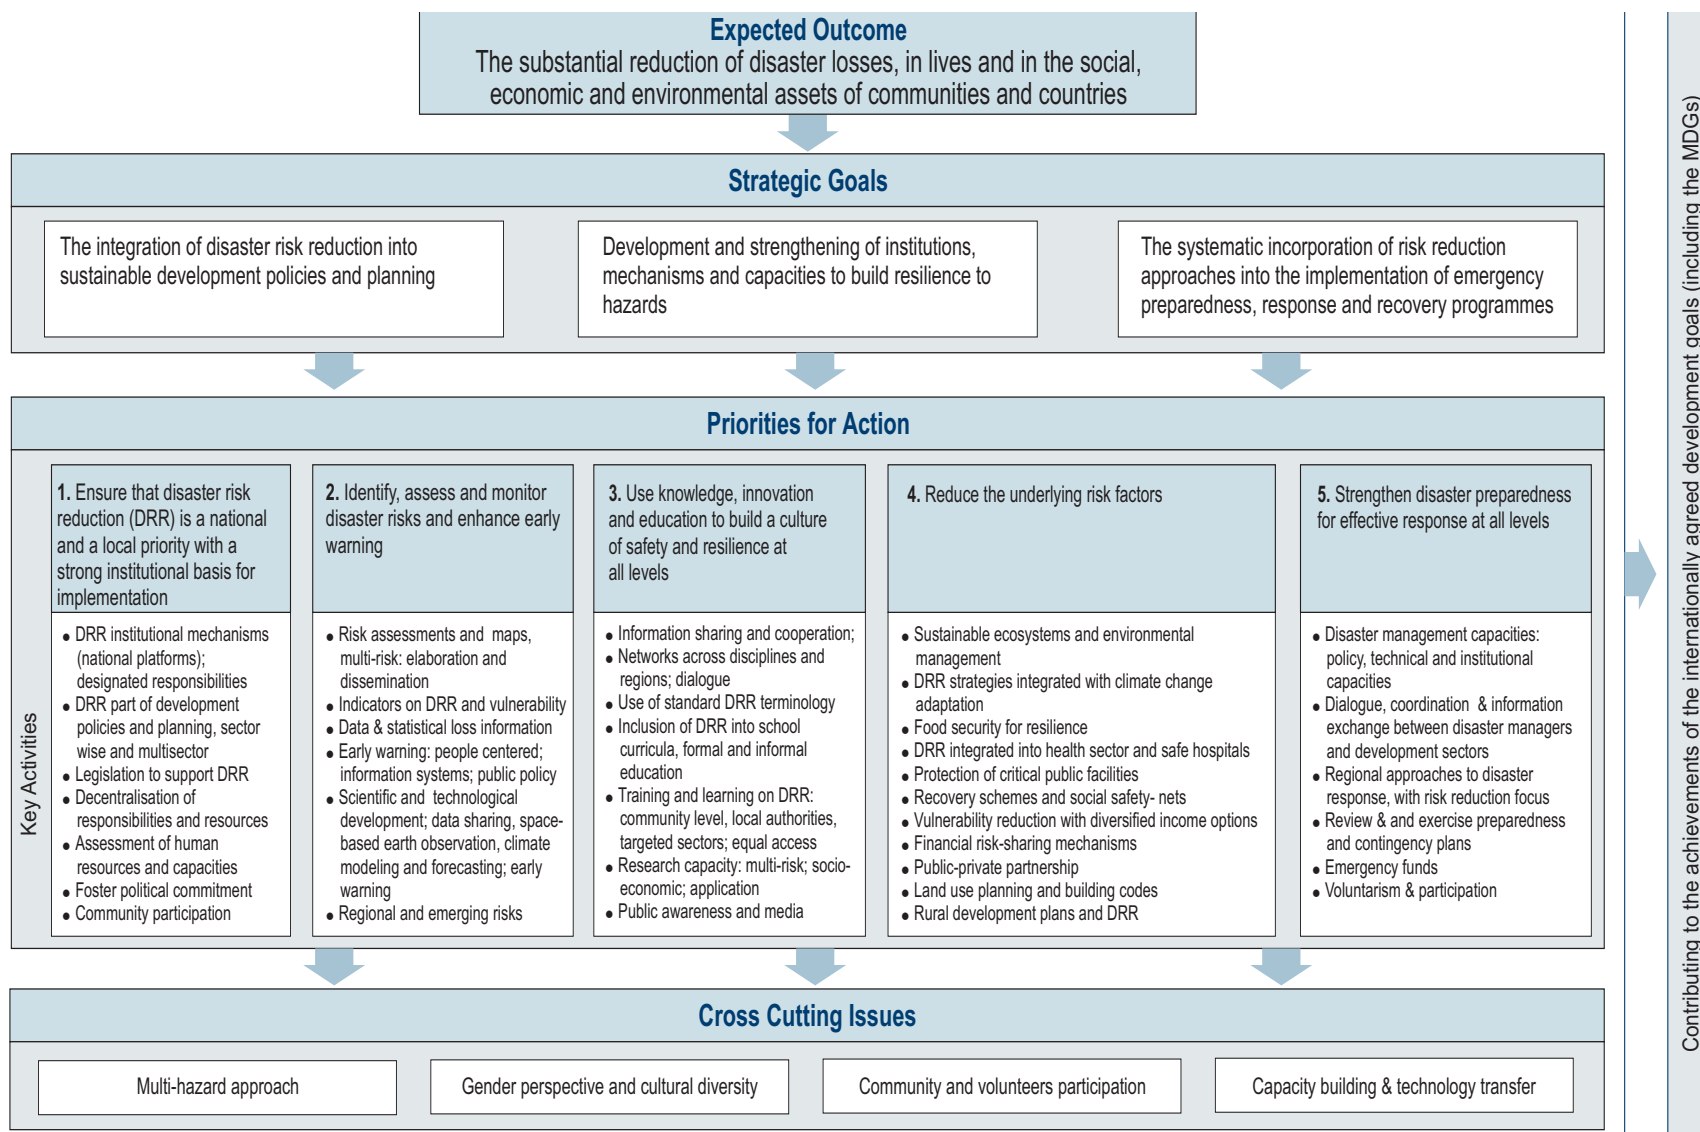 Expected Outcome
The substantial reduction of disaster losses, in lives and in the social,
economic and environmental assets of communities and countries
Strategic Goals
The integration of disaster risk reduction into
sustainable development policies and planning
Development and strengthening of institutions,
mechanisms and capacities to build resilience to
hazards
The systematic incorporation of risk reduction
approaches into the implementation of emergency
preparedness, response and recovery programmes
Priorities for Action
Key Activities
1. Ensure that disaster risk
reduction (DRR) is a national
and a local priority with a
strong institutional basis for
implementation
• DRR institutional mechanisms
(national platforms);
designated responsibilities
• DRR part of development
policies and planning, sector
wise and multisector
• Legislation to support DRR
• Decentralisation of
responsibilities and resources
• Assessment of human
resources and capacities
• Foster political commitment
• Community participation
2. Identify, assess and monitor
disaster risks and enhance early
warning
• Risk assessments and maps,
multi-risk: elaboration and
dissemination
• Indicators on DRR and vulnerability
• Data & statistical loss information
• Early warning: people centered;
information systems; public policy
• Scientific and technological
development; data sharing, space-
based earth observation, climate
modeling and forecasting; early
warning
• Regional and emerging risks
3. Use knowledge, innovation
and education to build a culture
of safety and resilience at
all levels
• Information sharing and cooperation;
• Networks across disciplines and
regions; dialogue
• Use of standard DRR terminology
• Inclusion of DRR into school
curricula, formal and informal
education
• Training and learning on DRR:
community level, local authorities,
targeted sectors; equal access
• Research capacity: multi-risk; socio-
economic; application
• Public awareness and media
4. Reduce the underlying risk factors
• Sustainable ecosystems and environmental
management
• DRR strategies integrated with climate change
adaptation
• Food security for resilience
• DRR integrated into health sector and safe hospitals
• Protection of critical public facilities
• Recovery schemes and social safety- nets
• Vulnerability reduction with diversified income options
• Financial risk-sharing mechanisms
• Public-private partnership
• Land use planning and building codes
• Rural development plans and DRR
5. Strengthen disaster preparedness
for effective response at all levels
• Disaster management capacities:
policy, technical and institutional
capacities
• Dialogue, coordination & information
exchange between disaster managers
and development sectors
• Regional approaches to disaster
response, with risk reduction focus
• Review & and exercise preparedness
and contingency plans
• Emergency funds
• Voluntarism & participation
Cross Cutting Issues
Multi-hazard approach
Gender perspective and cultural diversity
Community and volunteers participation
Capacity building & technology transfer
Contributing to the achievements of the internationally agreed development goals (including the MDGs)